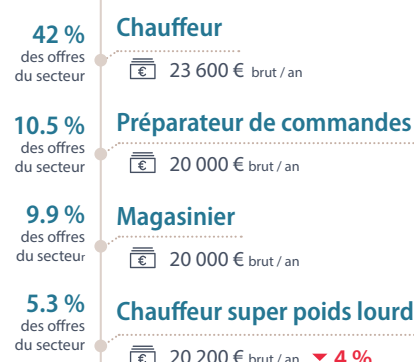 42 %
des offres
du secteur
Chauffeur
€ 23 600 € brut / an
10.5 %
des offres
du secteur
Préparateur de commandes
€ 20 000 € brut / an
9.9 %
des offres
du secteur
Magasinier
€ 20 000 € brut / an
5.3 %
des offres
du secteur
Chauffeur super poids lourd
€ 20 200 € brut / an ▼ 4 %